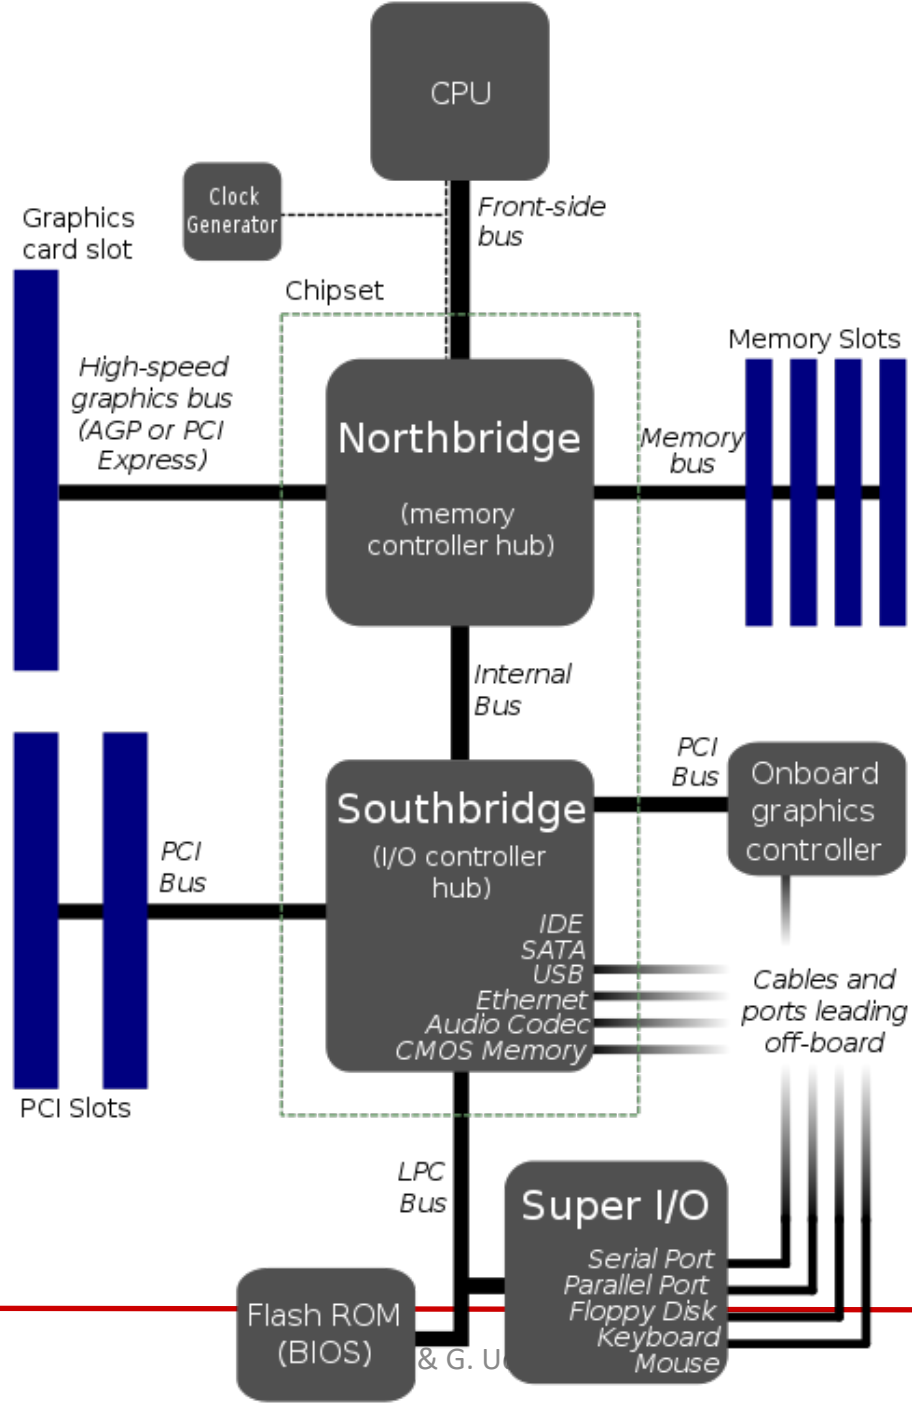 CPU
Clock
Generator
Front-side
bus
Graphics
card slot
Chipset
Memory Slots
High-speed
graphics bus
(AGP or PCI
Express)
Northbridge
(memory
controller hub)
Memory
bus
Internal
Bus
PCI
Bus
Onboard
graphics
controller
Southbridge
(I/O controller
hub)
PCI
Bus
IDE
SATA
USB
Ethernet
Audio Codec
CMOS Memory
Cables and
ports leading
off-board
PCI Slots
LPC
Bus
Super I/O
Serial Port
Parallel Port
Floppy Disk
Keyboard
Mouse
Flash ROM
(BIOS)
& G.